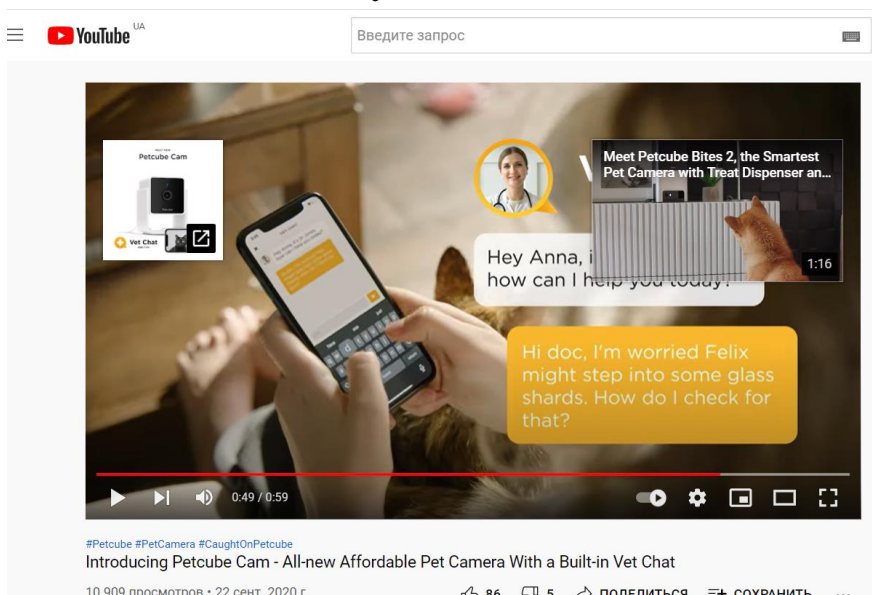 YouTube UA
Введите запрос
Petcube Cam
Vet Chat
Meet Petcube Bites 2, the Smartest
Pet Camera with Treat Dispenser an...
1:16
Hey Anna, i
how can I help you today?
Hi doc, I'm worried Felix
might step into some glass
shards. How do I check for
that?
0:49 / 0:59
#Petcube #PetCamera #CaughtOnPetcube
Introducing Petcube Cam - All-new Affordable Pet Camera With a Built-in Vet Chat
10 909 просмотров • 22 сент. 2020 г.
86 5 ПОДЕЛИТЬСЯ СОХРАНИТЬ ...